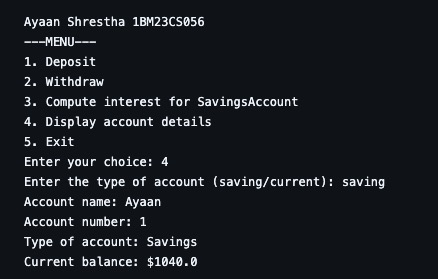 Ayaan Shrestha 1BM23CS056
---MENU---
1. Deposit
2. Withdraw
3. Compute interest for SavingsAccount
4. Display account details
5. Exit
Enter your choice: 4
Enter the type of account (saving/current): saving
Account name: Ayaan
Account number: 1
Type of account: Savings
Current balance: $1040.0